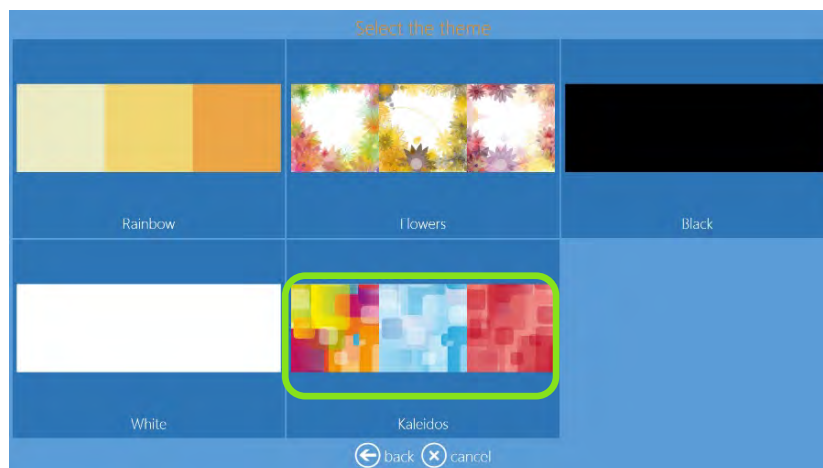 Select the theme
Rainbow
Flowers
Black
White
Kaleidos
back cancel